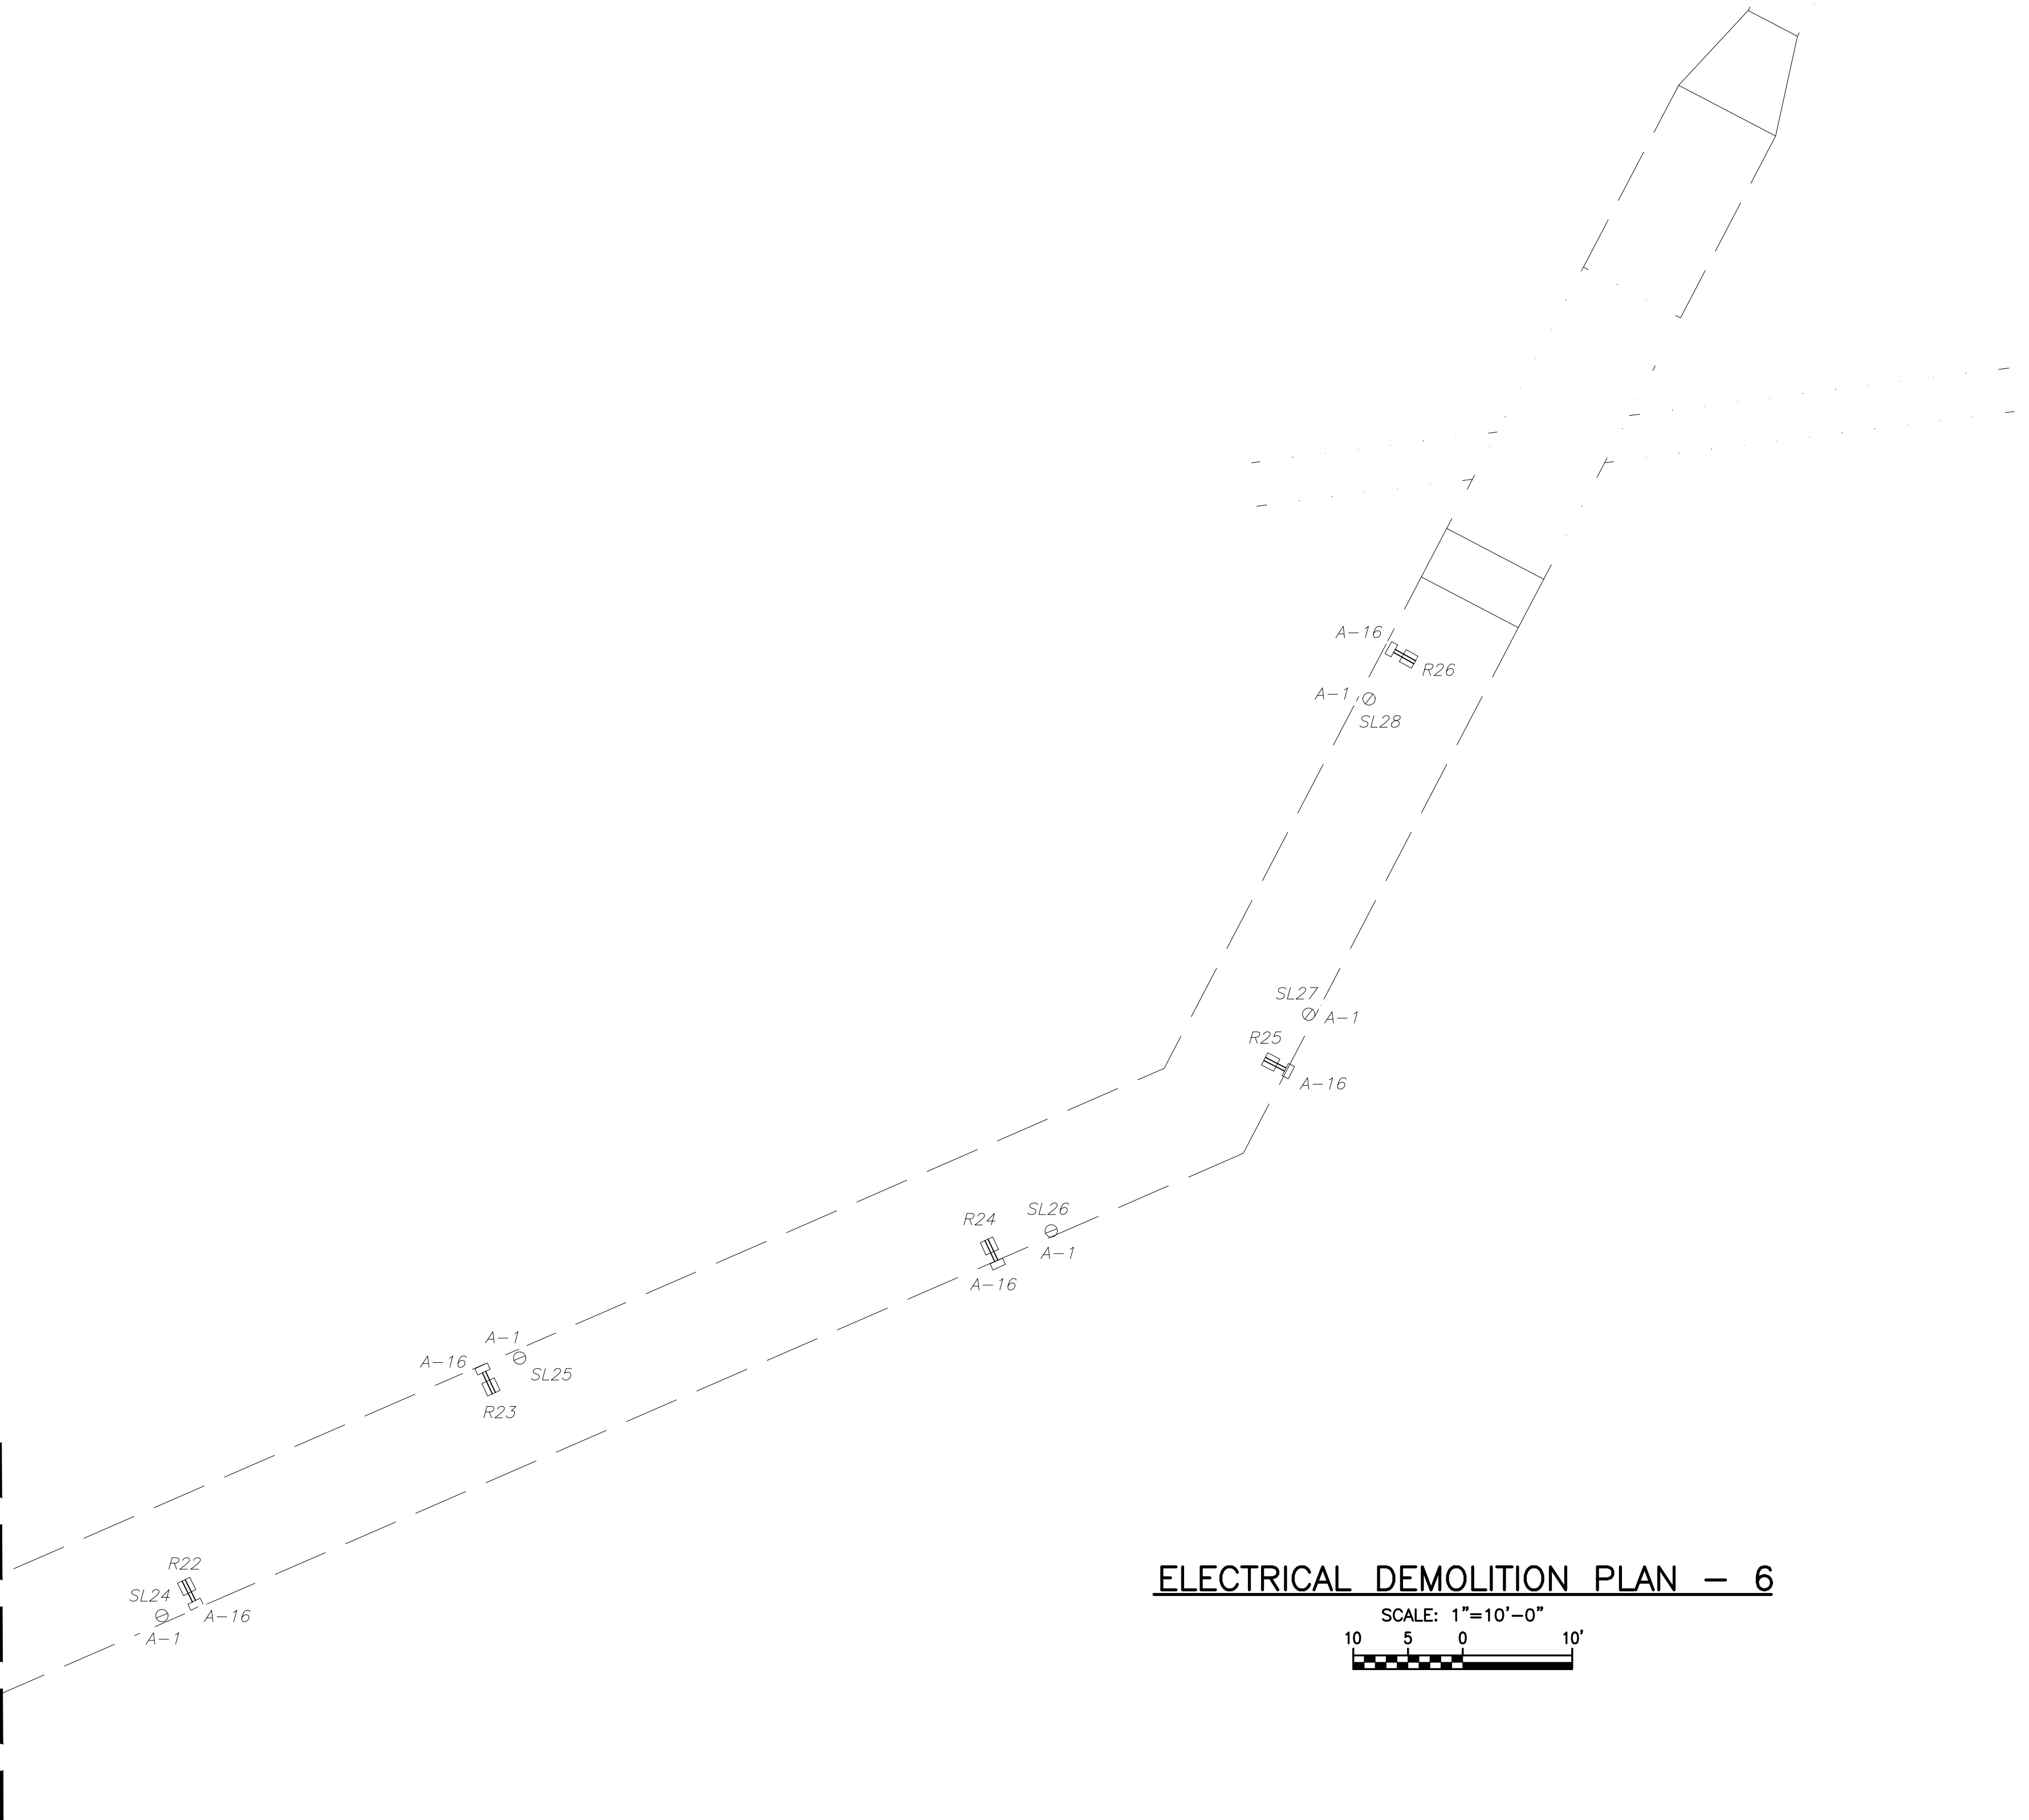 A-16
R26
A-1
SL28
SL27
A-1
R25
A-16
SL26
R24
A-1
A-16
A-1
A-16
SL25
R23
R22
SL24
A-16
A-1
ELECTRICAL DEMOLITION PLAN - 6
SCALE: 1"=10'-0"
10 5 0 10'